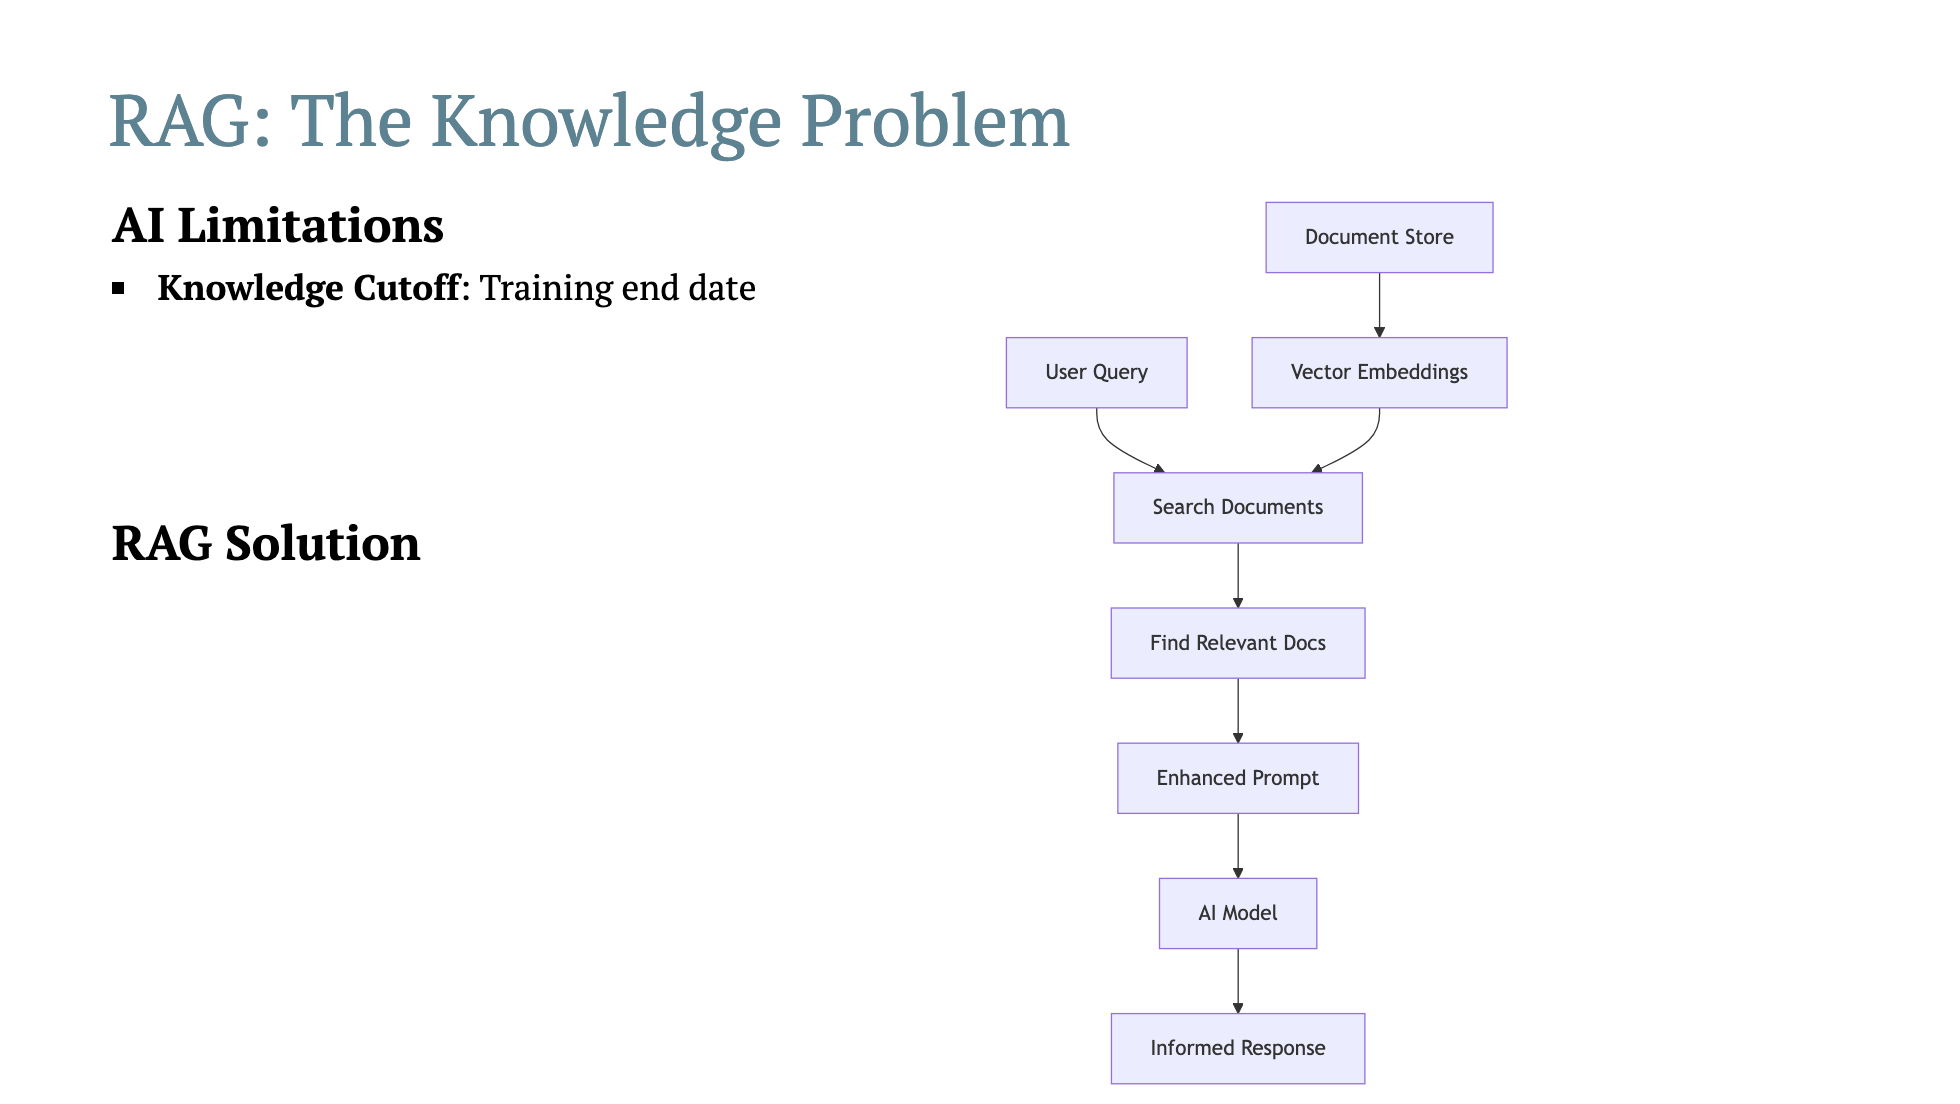 RAG: The Knowledge Problem
AI Limitations
▪ Knowledge Cutoff: Training end date
RAG Solution
Document Store
User Query
Vector Embeddings
Search Documents
Find Relevant Docs
Enhanced Prompt
AI Model
Informed Response